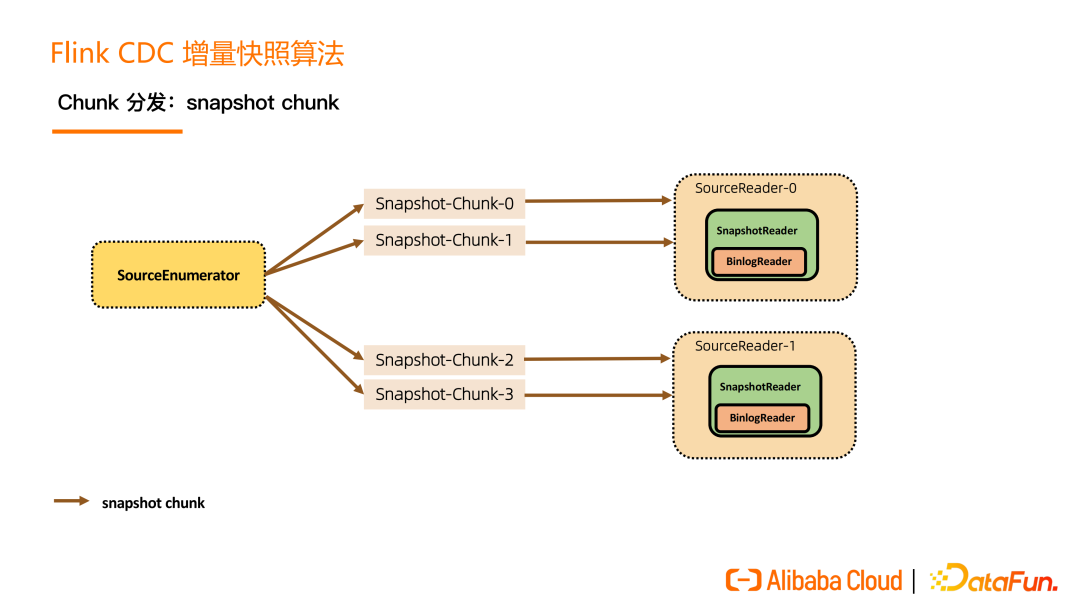 Flink CDC 增量快照算法
Chunk 分发：snapshot chunk
SourceEnumerator
Snapshot-Chunk-0
Snapshot-Chunk-1
Snapshot-Chunk-2
Snapshot-Chunk-3
SourceReader-0
SnapshotReader
BinlogReader
SourceReader-1
SnapshotReader
BinlogReader
snapshot chunk
Alibaba Cloud | DataFun.